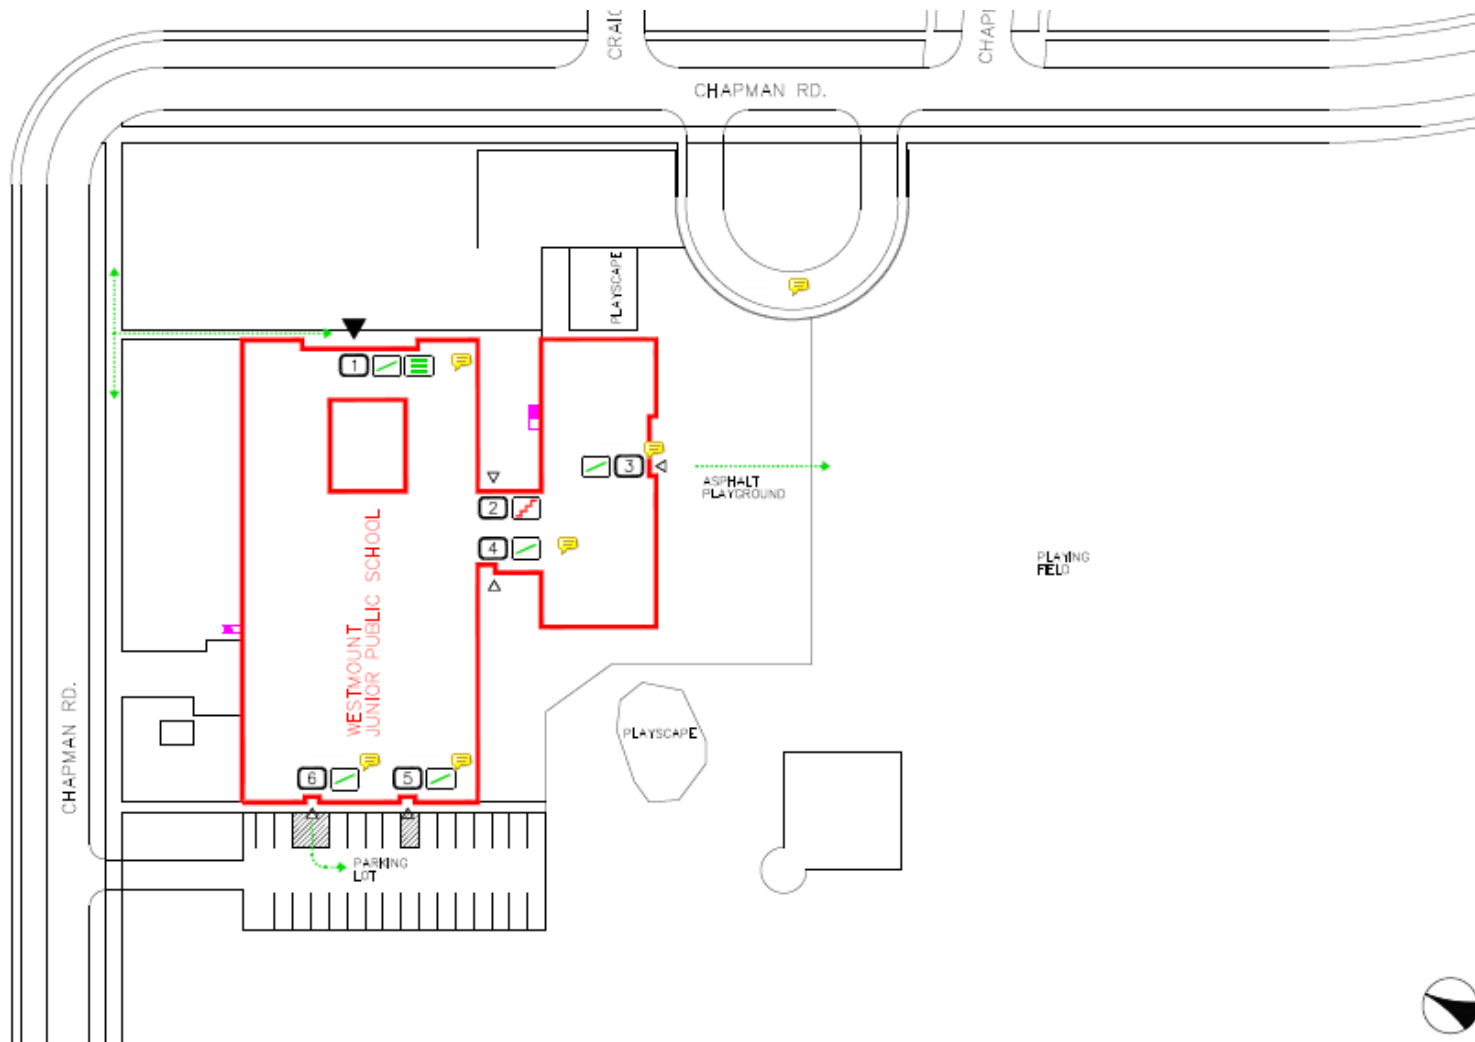 CHAPMAN RD.
PLAYSCAPE
1
3
ASPHALT
PLAYGROUND
2
4
PLAYING
FIELD
WESTMOUNT
JUNIOR PUBLIC SCHOOL
CHAPMAN RD.
PLAYSCAPE
6
5
PARKING
LOT